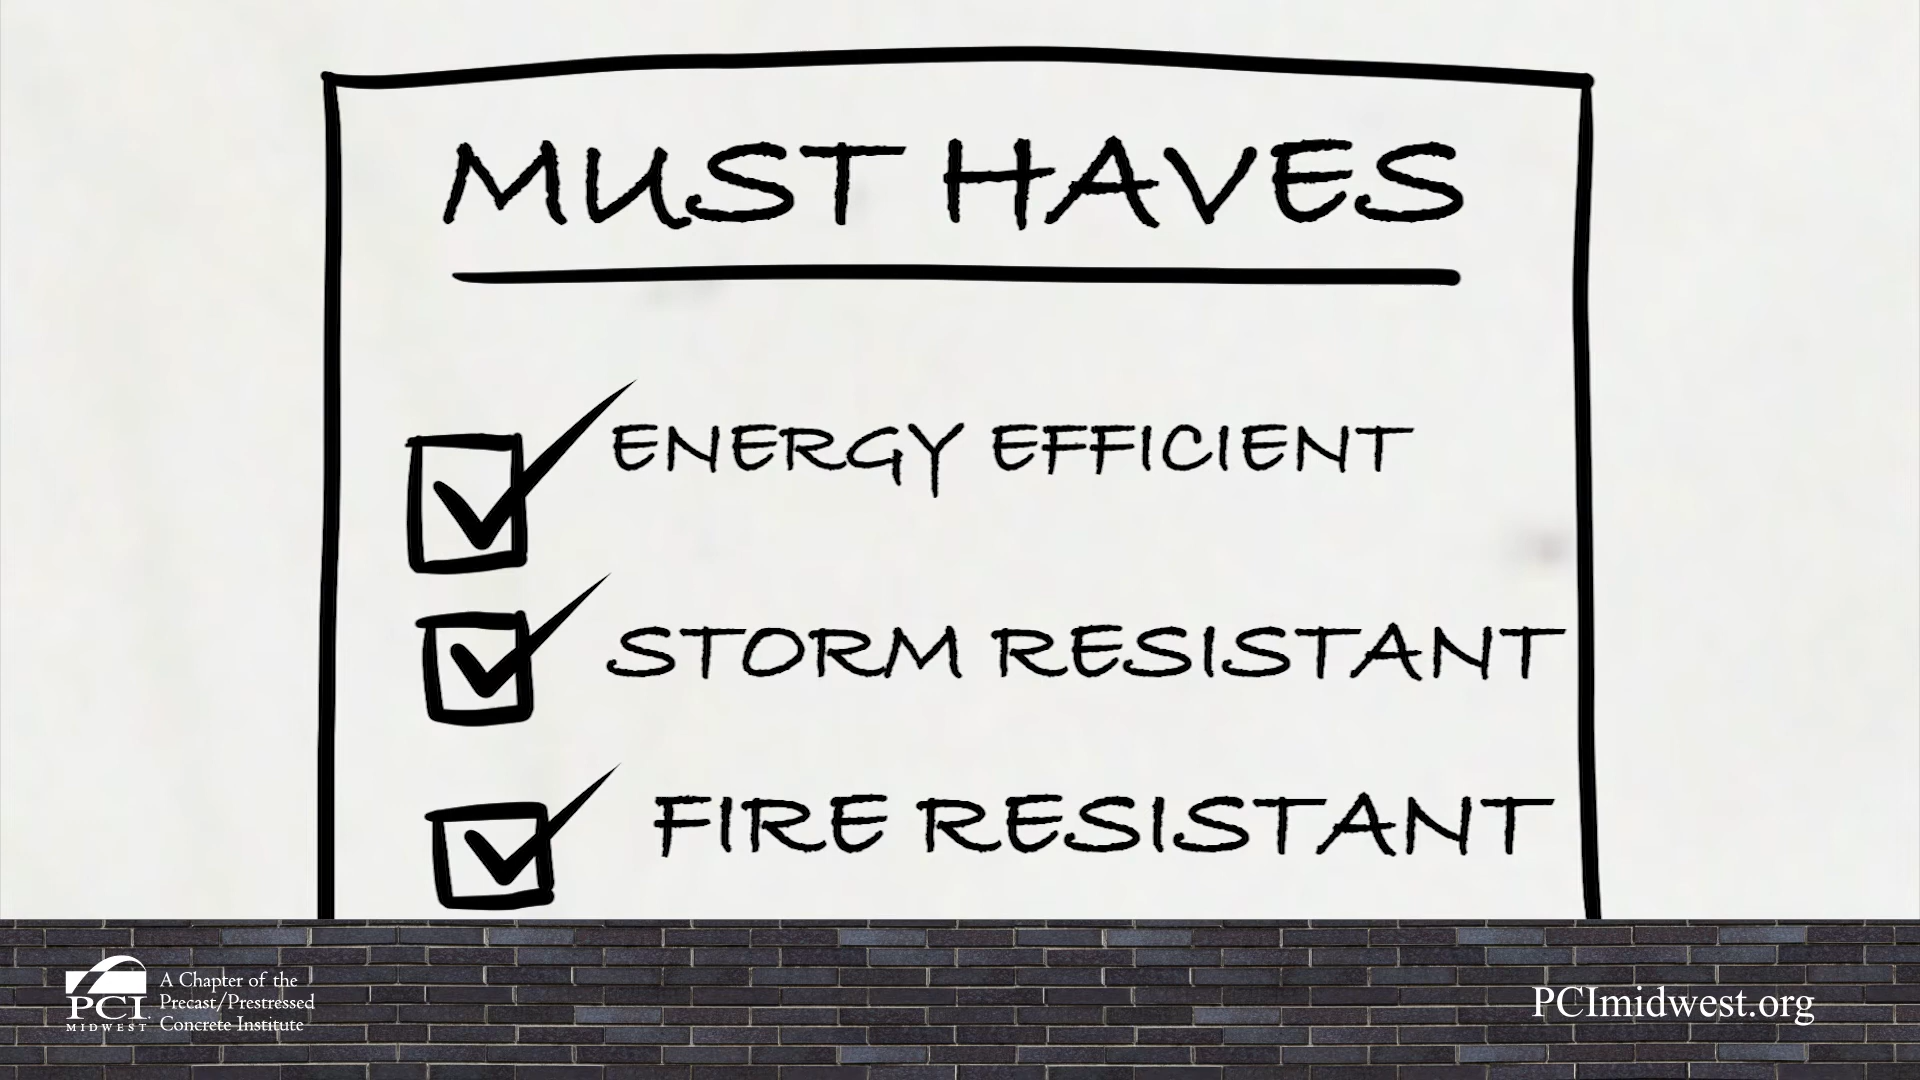 MUST HAVES
ENERGY EFFICIENT
STORM RESISTANT
FIRE RESISTANT
PCI
MIDWEST
A Chapter of the
Precast/Prestressed
Concrete Institute
PCImidwest.org